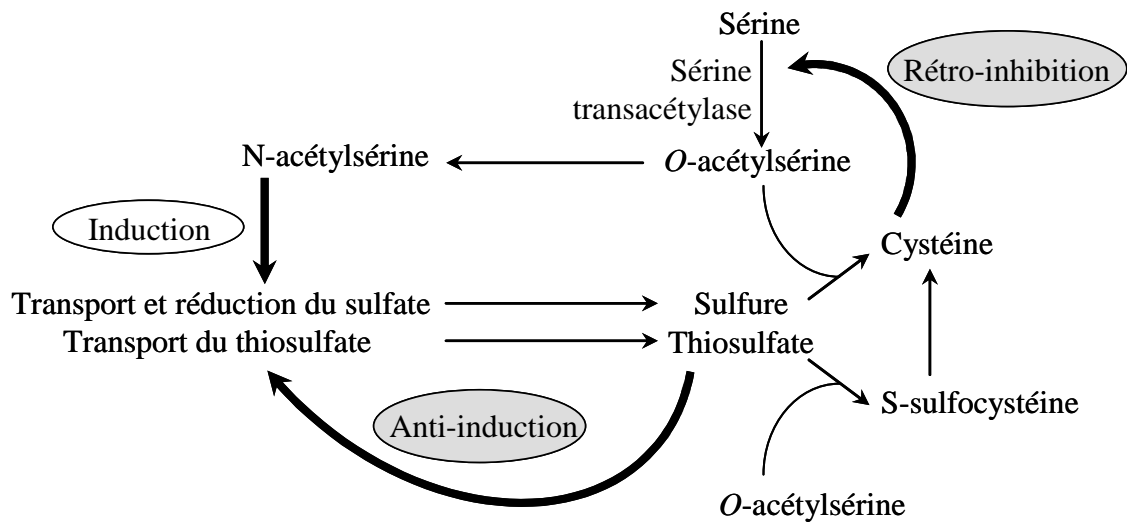 Sérine
Rétro-inhibition
Sérine
transacétylase
N-acétylsérine
O-acétylsérine
Induction
Cystéine
Transport et réduction du sulfate
Sulfure
Transport du thiosulfate
Thiosulfate
S-sulfocystéine
Anti-induction
O-acétylsérine